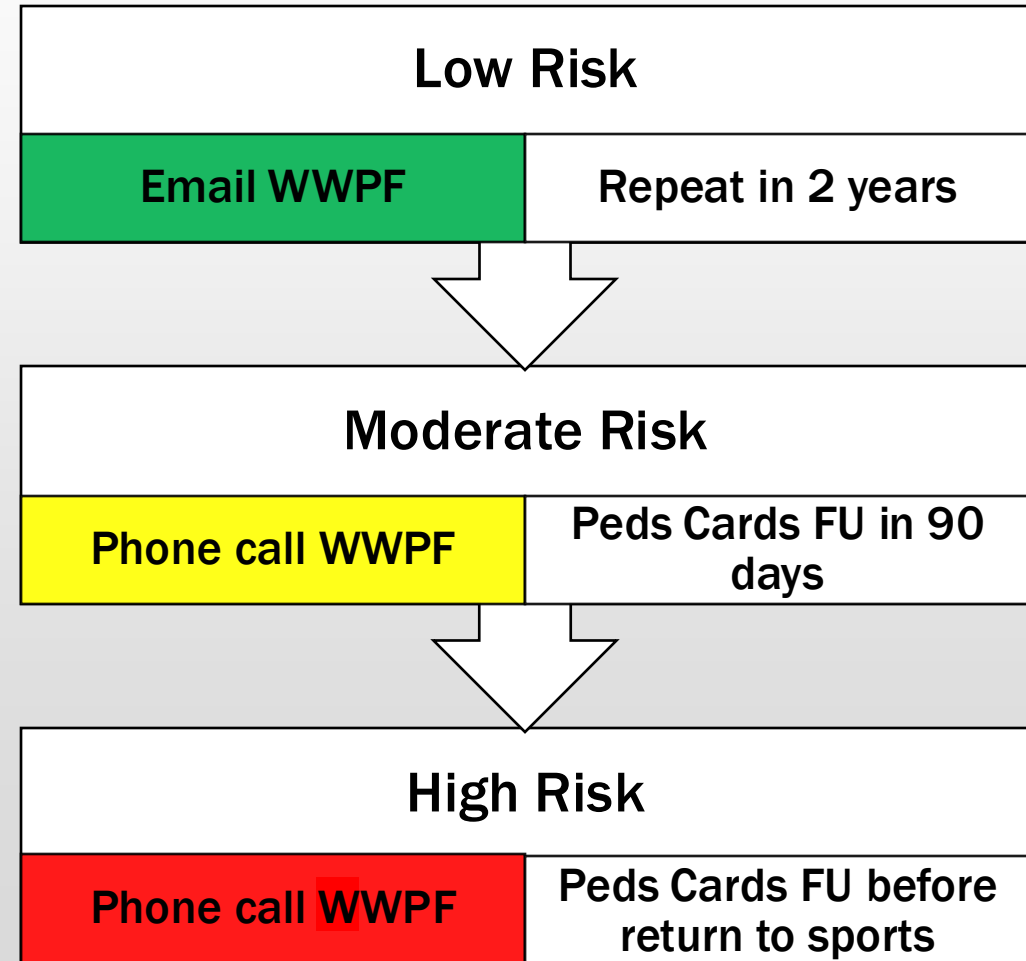 Low Risk
Email WWPF
Repeat in 2 years
Moderate Risk
Phone call WWPF
Peds Cards FU in 90
days
High Risk
Phone call WWPF
Peds Cards FU before
return to sports